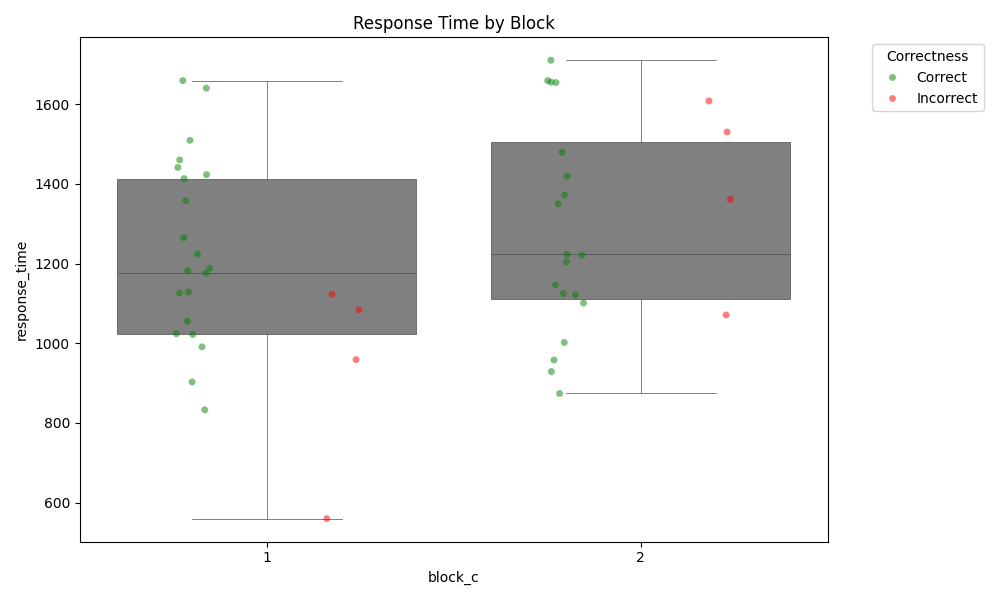 Response Time by Block
Correctness
Correct
Incorrect
1600
1400
1200
1000
800
600
response_time
1
2
block_c